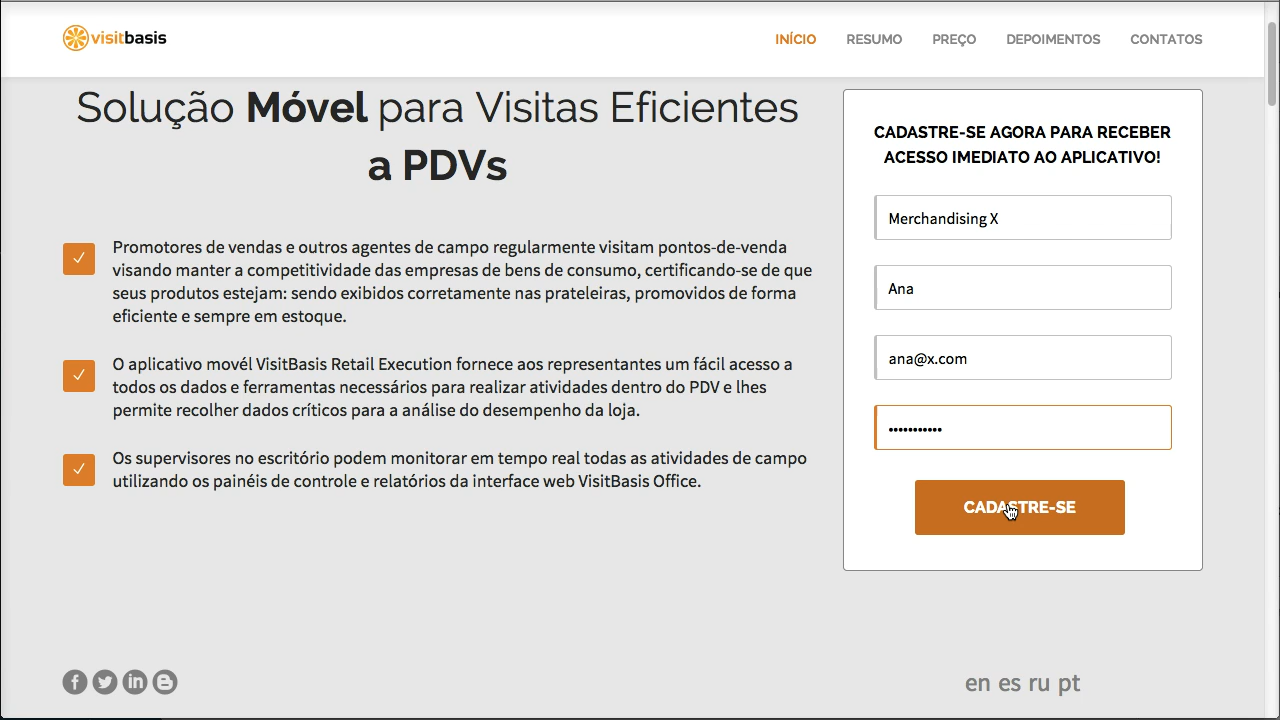 visitbasis
INÍCIO RESUMO PREÇO DEPOIMENTOS CONTATOS
Solução Móvel para Visitas Eficientes
a PDVs
Promotores de vendas e outros agentes de campo regularmente visitam pontos-de-venda
visando manter a competitividade das empresas de bens de consumo, certificando-se de que
seus produtos estejam: sendo exibidos corretamente nas prateleiras, promovidos de forma
eficiente e sempre em estoque.
O aplicativo movél VisitBasis Retail Execution fornece aos representantes um fácil acesso a
todos os dados e ferramentas necessários para realizar atividades dentro do PDV e lhes
permite recolher dados críticos para a análise do desempenho da loja.
Os supervisores no escritório podem monitorar em tempo real todas as atividades de campo
utilizando os painéis de controle e relatórios da interface web VisitBasis Office.
CADASTRE-SE AGORA PARA RECEBER
ACESSO IMEDIATO AO APLICATIVO!
Merchandising X
Ana
ana@x.com
•••••••••••
CADASTRE-SE
en es ru pt